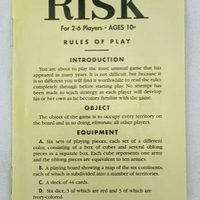 RISK
For 2-6 Players - AGES 10+
RULES OF PLAY
INTRODUCTION
You are about to play the most unusual game that has
appeared in many years. It is not difficult, but because it
is so different you will find it worthwhile to read the rules
completely through before starting play. No attempt has
been made to teach strategy as each player will develop
his or her own as he becomes familiar with the game.
OBJECT
The object of the game is to occupy every territory on
the board and in so doing, eliminate all other players.
EQUIPMENT
A. Six sets of playing pieces, each set of a different
color, consisting of a box of cubes and several oblong
pieces in a separate box. Each cube represents one army
and the oblong pieces are equivalent to ten armies.
B. A playing board showing a map of the six continents,
each of which is subdivided into a number of territories.
C. A deck of 44 cards.
D. Six dice, 3 of which are red and 3 of which are
ivory-colored.